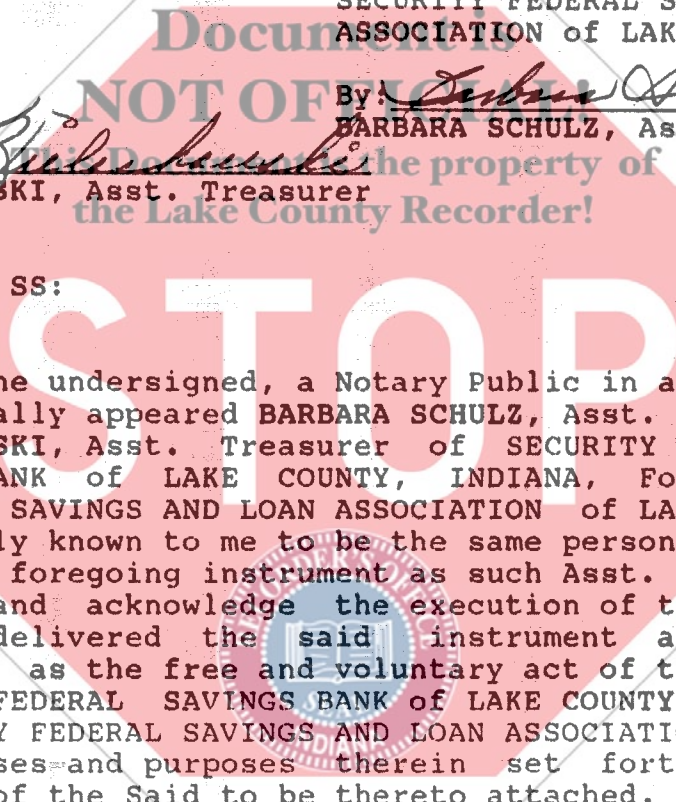 SECURITY FEDERAL S
Document is
ASSOCIATION of LAK
NOT OFFICIAL!
By:
BARBARA SCHULZ, As
This Document is the property of
SKI, Asst. Treasurer
the Lake County Recorder!
SS:
STOP
ne undersigned, a Notary Public in a
ally appeared BARBARA SCHULZ, Asst.
SKI, Asst. Treasurer of SECURITY
ANK of LAKE COUNTY, INDIANA, Fo
SAVINGS AND LOAN ASSOCIATION of LA
ly known to me to be the same person
foregoing instrument as such Asst.
and acknowledge the execution of t
delivered the said instrument a
as the free and voluntary act of t
FEDERAL SAVINGS BANK of LAKE COUNTY
Y FEDERAL SAVINGS AND LOAN ASSOCIATI
ses and purposes therein set fort
of the Said to be thereto attached.
RECORDER'S OFFICE
SEAL
INDIANA